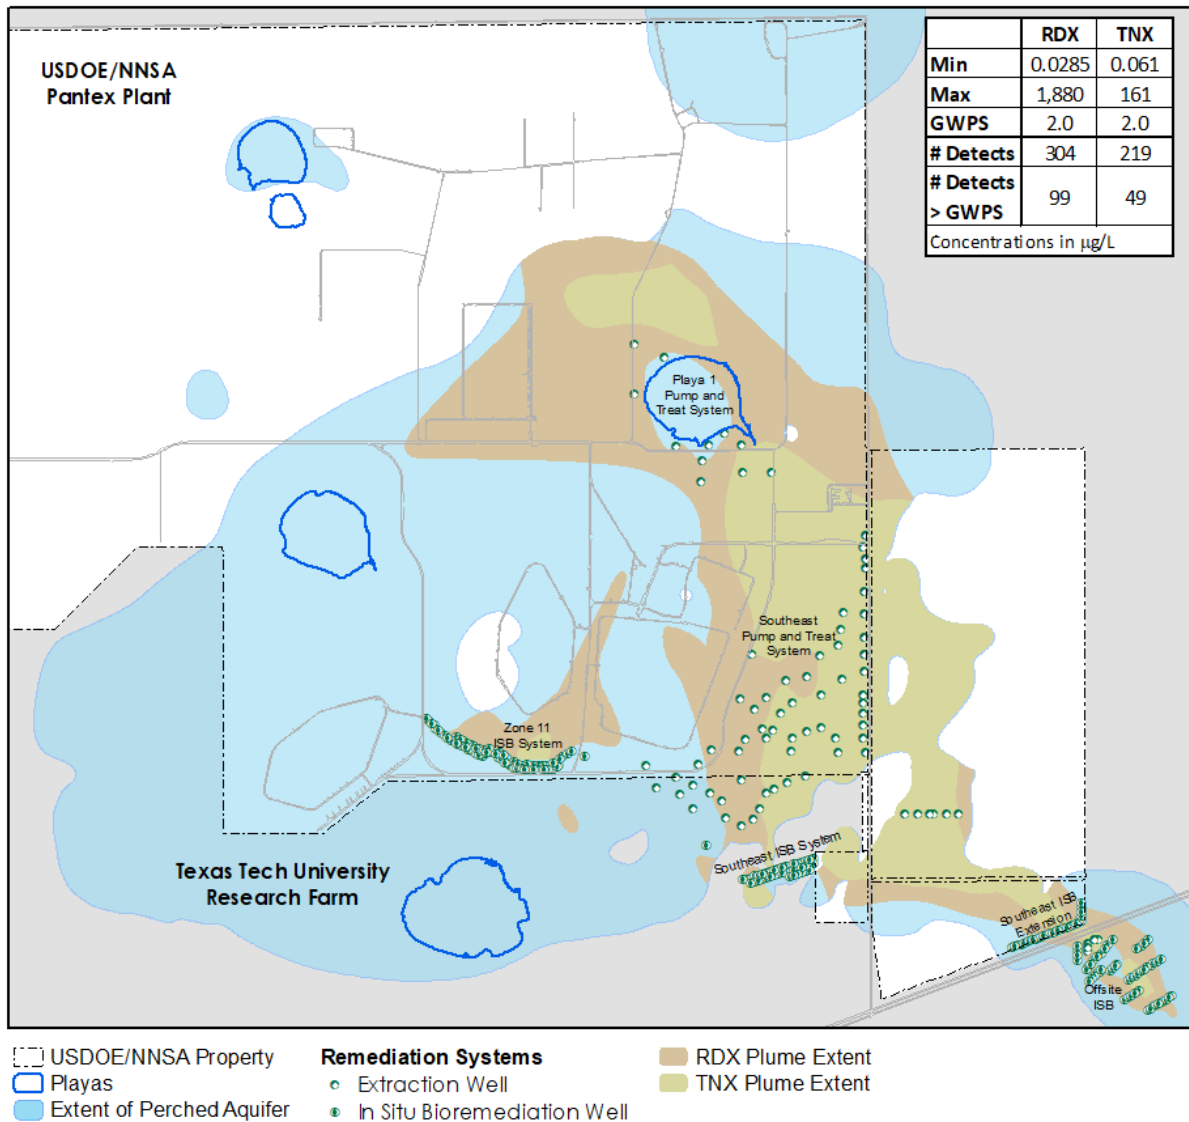 USDOE/NNSA
Pantex Plant
RDX TNX
Min 0.0285 0.061
Max 1,880 161
GWPS 2.0 2.0
# Detects 304 219
# Detects
> GWPS 99 49
Concentrations in µg/L
Playa 1
Pump and
Treat System
Southeast
Pump and Treat
System
Zone 11
ISB System
Southeast ISB System
Texas Tech University
Research Farm
Southeast ISB
Extension
Offsite
ISB
USDOE/NNSA Property
Playas
Extent of Perched Aquifer
Remediation Systems
Extraction Well
In Situ Bioremediation Well
RDX Plume Extent
TNX Plume Extent